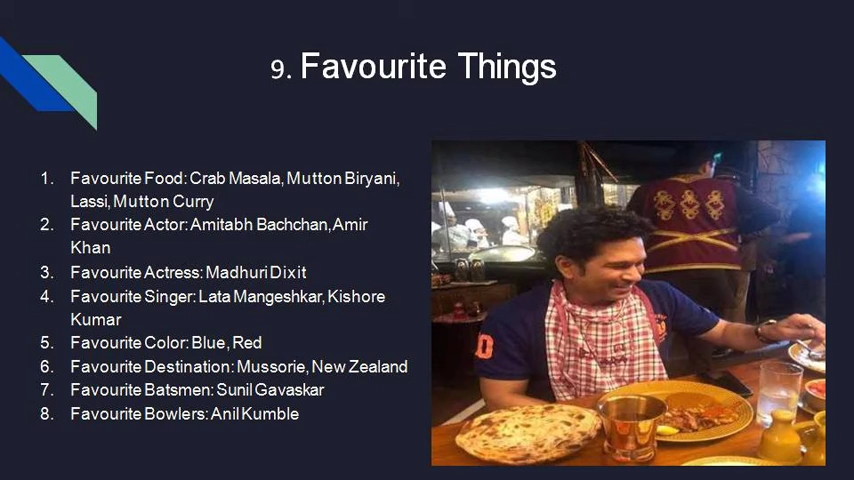 9. Favourite Things
1. Favourite Food: Crab Masala, Mutton Biryani,
Lassi, Mutton Curry
2. Favourite Actor: Amitabh Bachchan, Amir
Khan
3. Favourite Actress: Madhuri Dixit
4. Favourite Singer: Lata Mangeshkar, Kishore
Kumar
5. Favourite Color: Blue, Red
6. Favourite Destination: Mussorie, New Zealand
7. Favourite Batsmen: Sunil Gavaskar
8. Favourite Bowlers: Anil Kumble